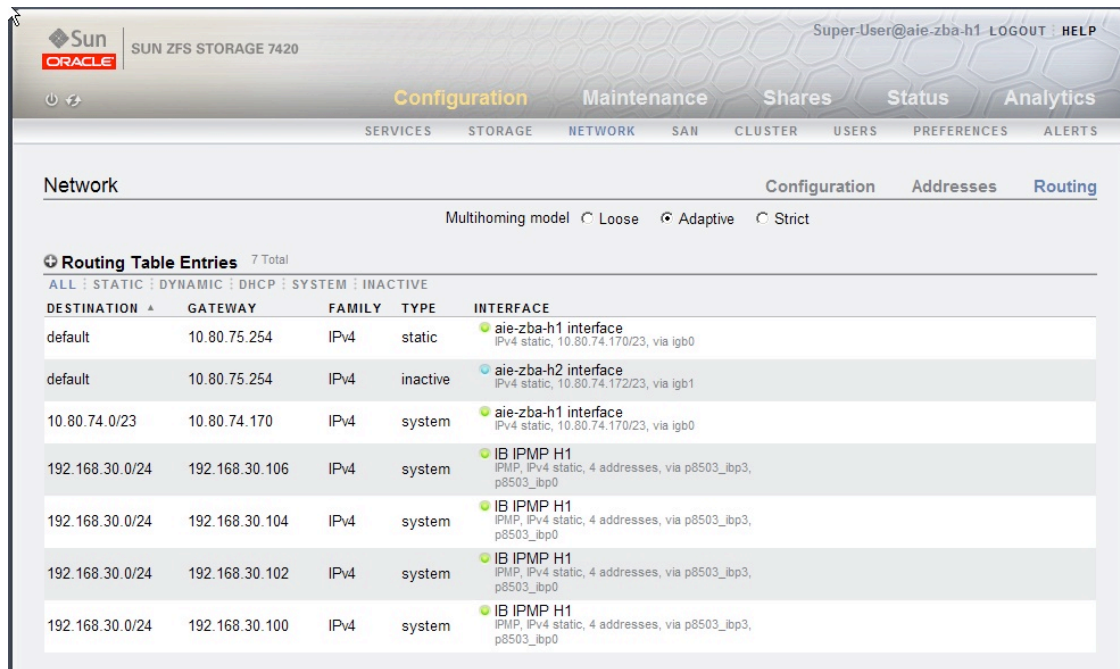 Super-User@aie-zba-h1 LOGOUT HELP
Sun
ORACLE
SUN ZFS STORAGE 7420
Configuration Maintenance Shares Status Analytics
SERVICES STORAGE NETWORK SAN CLUSTER USERS PREFERENCES ALERTS
Network Configuration Addresses Routing
Multihoming model Loose Adaptive Strict
Routing Table Entries 7 Total
ALL STATIC DYNAMIC DHCP SYSTEM INACTIVE
DESTINATION GATEWAY FAMILY TYPE INTERFACE
default 10.80.75.254 IPv4 static aie-zba-h1 interface
IPv4 static, 10.80.74.170/23, via igb0
default 10.80.75.254 IPv4 inactive aie-zba-h2 interface
IPv4 static, 10.80.74.172/23, via igb1
10.80.74.0/23 10.80.74.170 IPv4 system aie-zba-h1 interface
IPv4 static, 10.80.74.170/23, via igb0
192.168.30.0/24 192.168.30.106 IPv4 system IB IPMP H1
IPMP, IPv4 static, 4 addresses, via p8503_ibp3,
p8503_ibp0
192.168.30.0/24 192.168.30.104 IPv4 system IB IPMP H1
IPMP, IPv4 static, 4 addresses, via p8503_ibp3,
p8503_ibp0
192.168.30.0/24 192.168.30.102 IPv4 system IB IPMP H1
IPMP, IPv4 static, 4 addresses, via p8503_ibp3,
p8503_ibp0
192.168.30.0/24 192.168.30.100 IPv4 system IB IPMP H1
IPMP, IPv4 static, 4 addresses, via p8503_ibp3,
p8503_ibp0